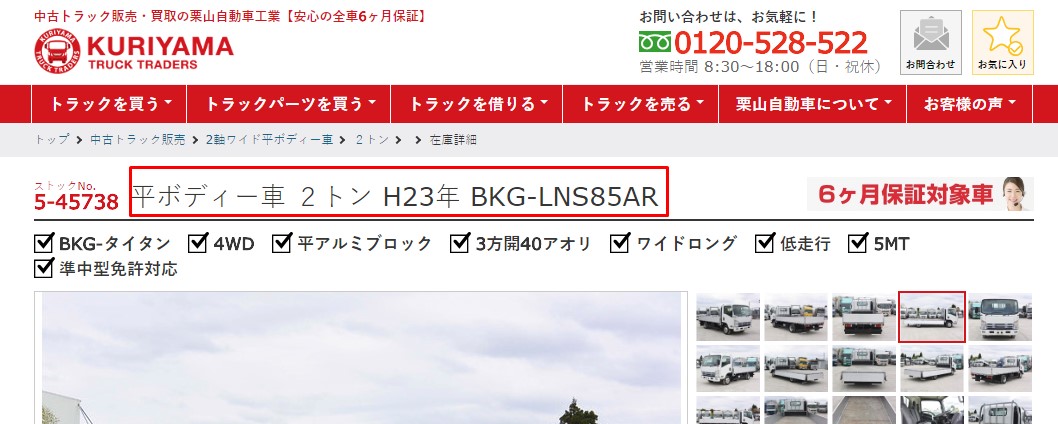 中古トラック販売・買取の栗山自動車工業【安心の全車6ヶ月保証】
KURIYAMA
TRUCK TRADERS
KURIYAMA
TRUCK TRADERS
お問い合わせは、お気軽に！
0120-528-522
営業時間 8:30～18:00（日・祝休）
お問合わせ
お気に入り
トラックを買う トラックパーツを買う トラックを借りる トラックを売る 栗山自動車について お客様の声
トップ 中古トラック販売 2軸ワイド平ボディー車 ２トン 在庫詳細
ストックNo.
5-45738
平ボディー車 ２トン H23年 BKG-LNS85AR
6ヶ月保証対象車
BKG-タイタン 4WD 平アルミブロック 3方開40アオリ ワイドロング 低走行 5MT
準中型免許対応